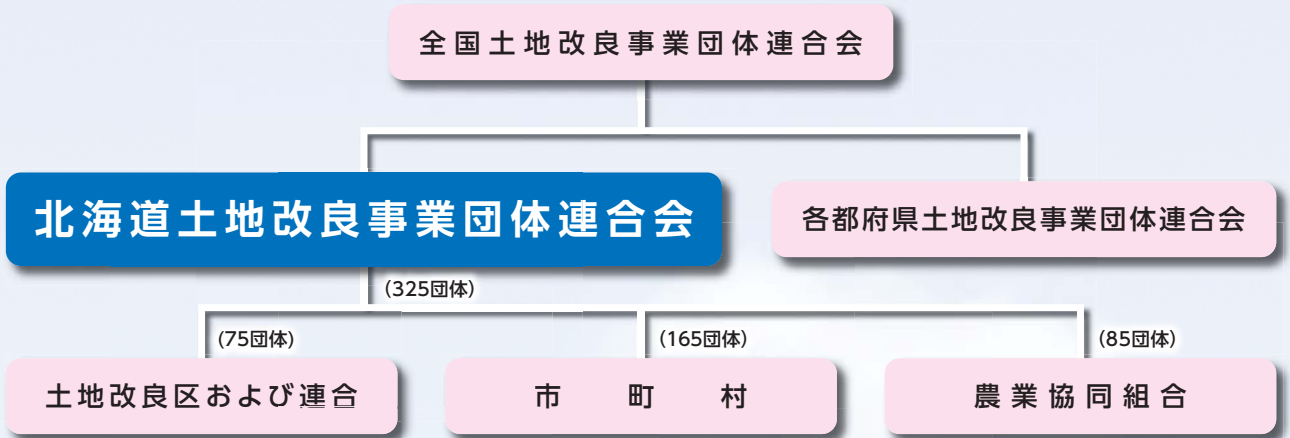 全国土地改良事業団体連合会
北海道土地改良事業団体連合会
各都府県土地改良事業団体連合会
(325団体)
(75団体)
(165団体)
(85団体)
土地改良区および連合
市町村
農業協同組合